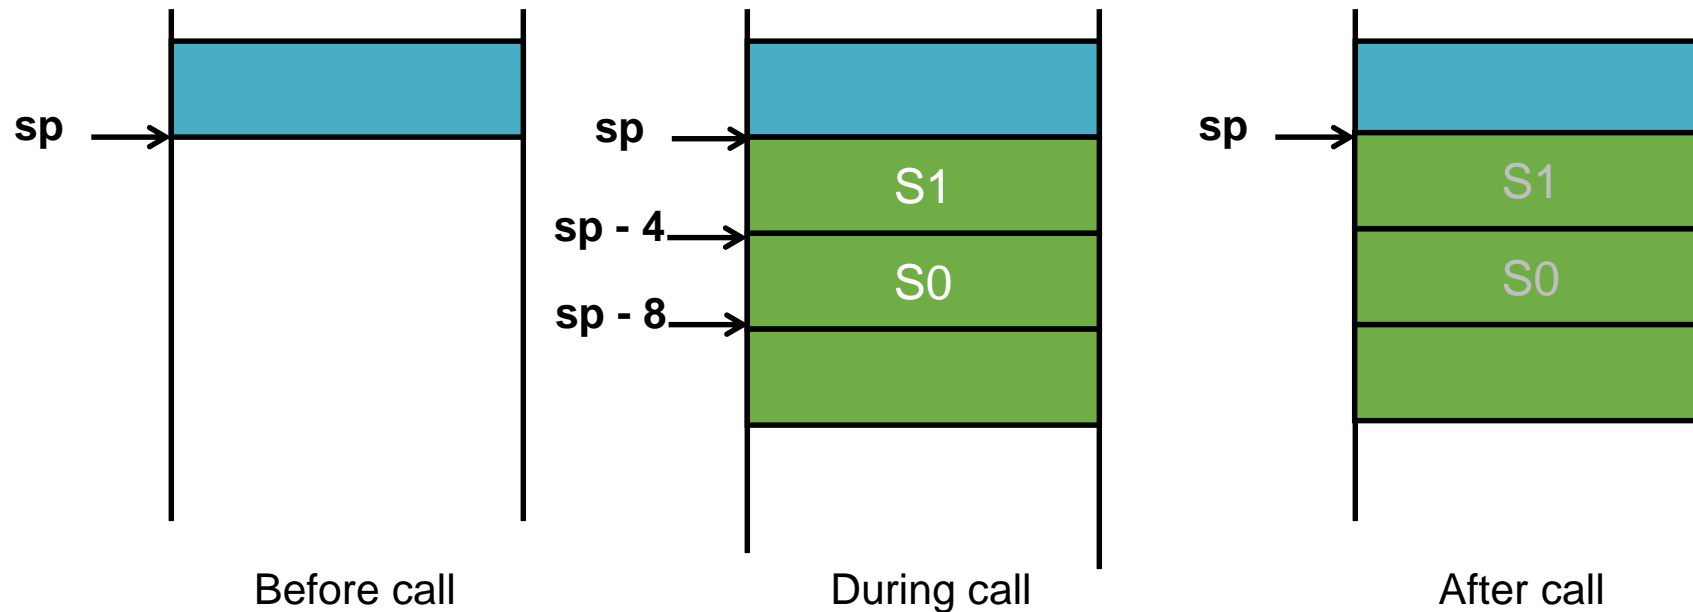 sp
sp
S1
sp - 4
S0
sp - 8
sp
S1
S0
Before call
During call
After call